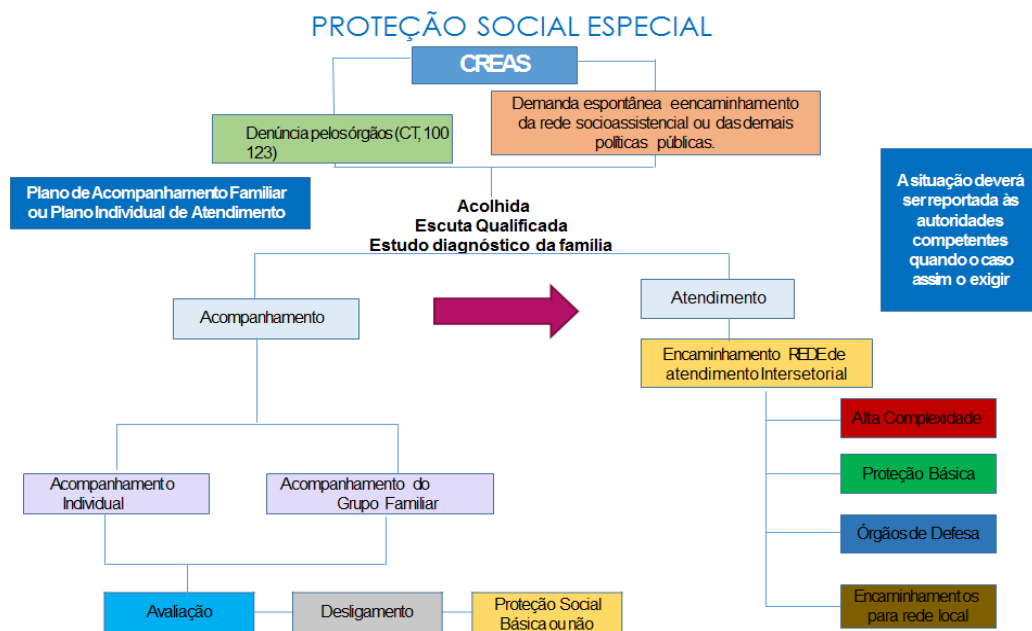 PROTEÇÃO SOCIAL ESPECIAL
CREAS
Denúncia pelos órgãos (CT, 100
123)
Demanda espontânea eencaminhamento
da rede socioassistencial ou das demais
políticas públicas.
Plano de Acompanhamento Familiar
ou Plano Individual de Atendimento
A situação deverá
ser reportada às
autoridades
competentes
quando o caso
assim o exigir
Acolhida
Escuta Qualificada
Estudo diagnóstico da família
Acompanhamento
Atendimento
Encaminhamento REDE de
atendimento Intersetorial
Alta Complexidade
Proteção Básica
Órgãos de Defesa
Encaminhamentos
para rede local
Acompanhamento
Individual
Acompanhamento do
Grupo Familiar
Avaliação
Desligamento
Proteção Social
Básica ou não